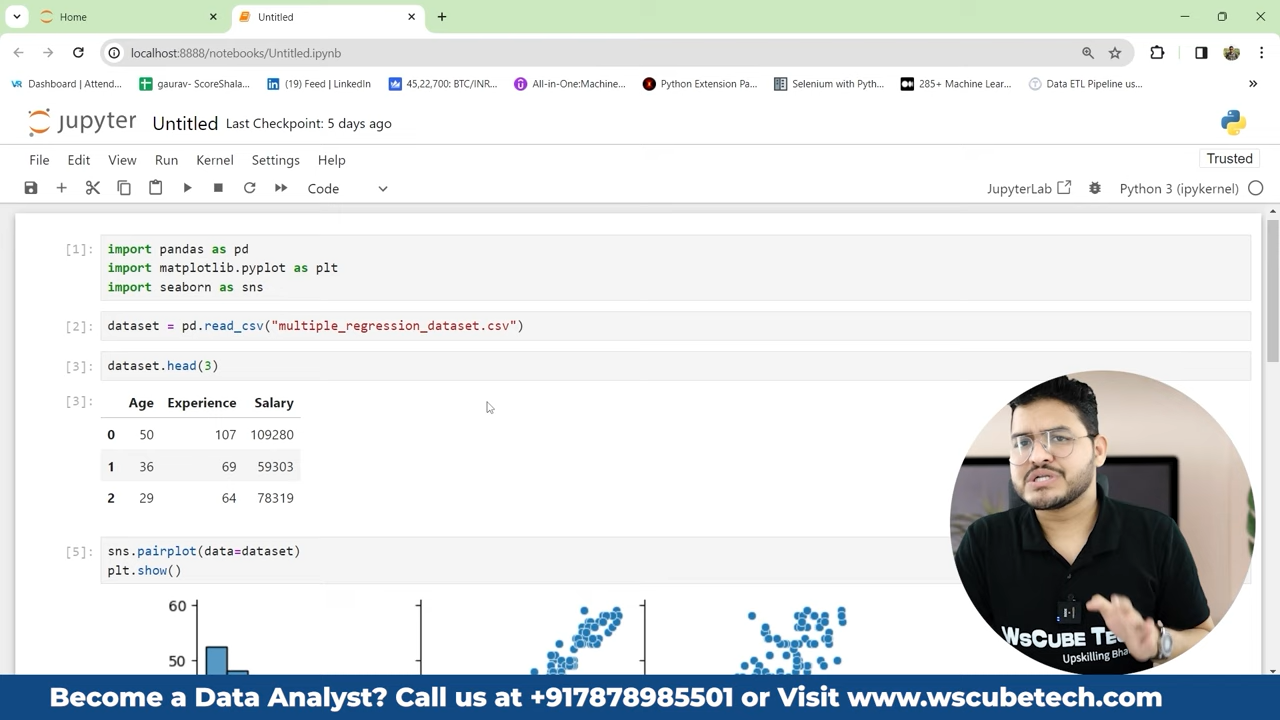 Home
Untitled
localhost:8888/notebooks/Untitled.ipynb
Dashboard | Attend...
gaurav- ScoreShala...
(19) Feed | LinkedIn
45,22,700: BTC/INR...
All-in-One:Machine...
Python Extension Pa...
Selenium with Pyth...
285+ Machine Lear...
Data ETL Pipeline us...
jupyter Untitled Last Checkpoint: 5 days ago
File Edit View Run Kernel Settings Help
Trusted
Code
JupyterLab
Python 3 (ipykernel)
[1]: import pandas as pd
import matplotlib.pyplot as plt
import seaborn as sns
[2]: dataset = pd.read_csv("multiple_regression_dataset.csv")
[3]: dataset.head(3)
[3]: Age Experience Salary
0 50 107 109280
1 36 69 59303
2 29 64 78319
[5]: sns.pairplot(data=dataset)
plt.show()
60
50
WsCUBE TE
Upskilling Bha
Become a Data Analyst? Call us at +917878985501 or Visit www.wscubetech.com